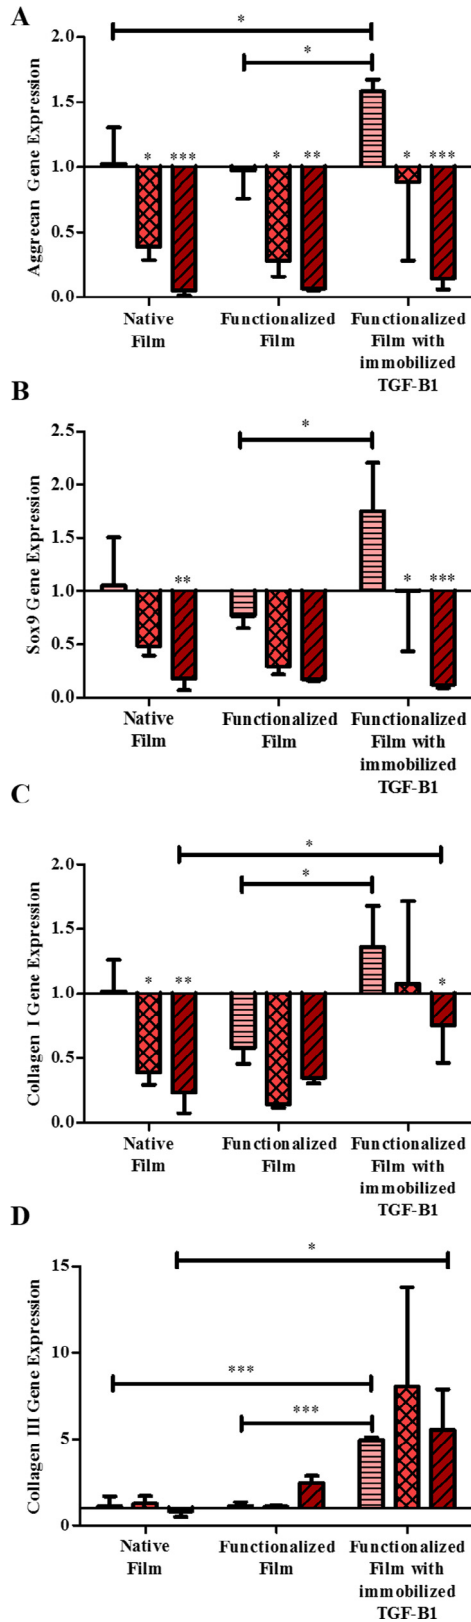 A
Aggrecan Gene Expression
2.0
1.5
1.0
0.5
0.0
*
*
* *** * ** * ***
Native Film
Functionalized Film
Functionalized Film with immobilized TGF-B1
B
Sox9 Gene Expression
2.5
2.0
1.5
1.0
0.5
0.0
*
** * ***
Native Film
Functionalized Film
Functionalized Film with immobilized TGF-B1
C
Collagen I Gene Expression
2.0
1.5
1.0
0.5
0.0
*
*
* ** *
Native Film
Functionalized Film
Functionalized Film with immobilized TGF-B1
D
Collagen III Gene Expression
15
10
5
0
*
***
***
Native Film
Functionalized Film
Functionalized Film with immobilized TGF-B1